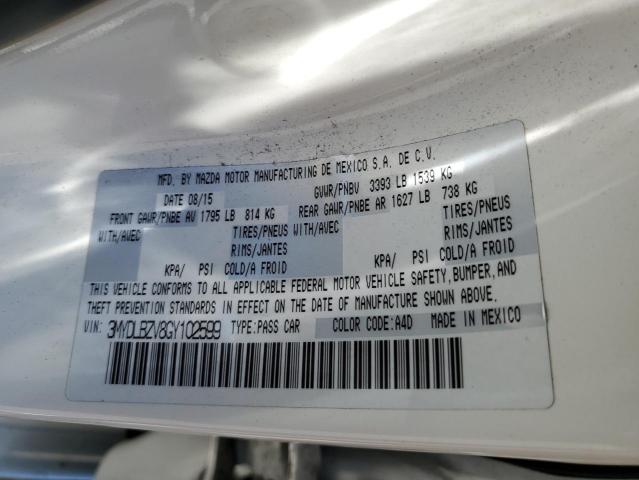 MFD. BY MAZDA MOTOR MANUFACTURING DE MEXICO S.A. DE C.V.
DATE 08/15 GVWR/PNBV 3393 LB 1539 KG
FRONT GAWR/PNBE AV 1795 LB 814 KG REAR GAWR/PNBE AR 1627 LB 738 KG
WITH/AVEC TIRES/PNEUS WITH/AVEC TIRES/PNEUS
RIMS/JANTES RIMS/JANTES
KPA/ PSI COLD/A FROID KPA/ PSI COLD/A FROID
THIS VEHICLE CONFORMS TO ALL APPLICABLE FEDERAL MOTOR VEHICLE SAFETY, BUMPER, AND
THEFT PREVENTION STANDARDS IN EFFECT ON THE DATE OF MANUFACTURE SHOWN ABOVE.
VIN: 3MYDLBZV8GY102599 TYPE:PASS CAR COLOR CODE:A4D MADE IN MEXICO